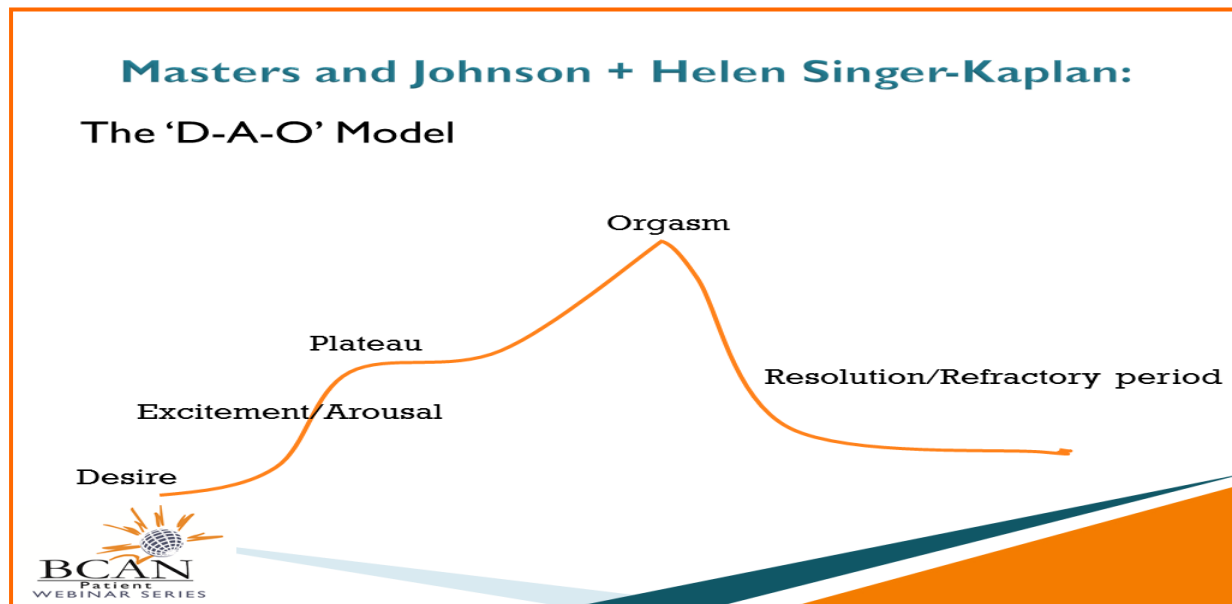 Masters and Johnson + Helen Singer-Kaplan:
The ‘D-A-O’ Model
Orgasm
Plateau
Resolution/Refractory period
Excitement/Arousal
Desire
BCAN
Patient
WEBINAR SERIES